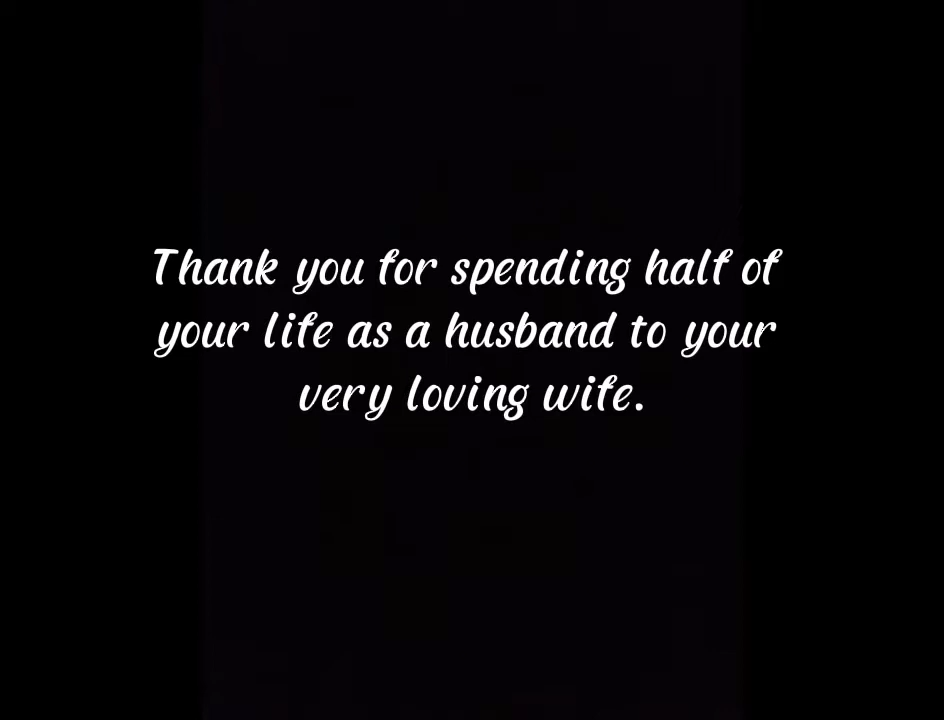 Thank you for spending half of
your life as a husband to your
very loving wife.